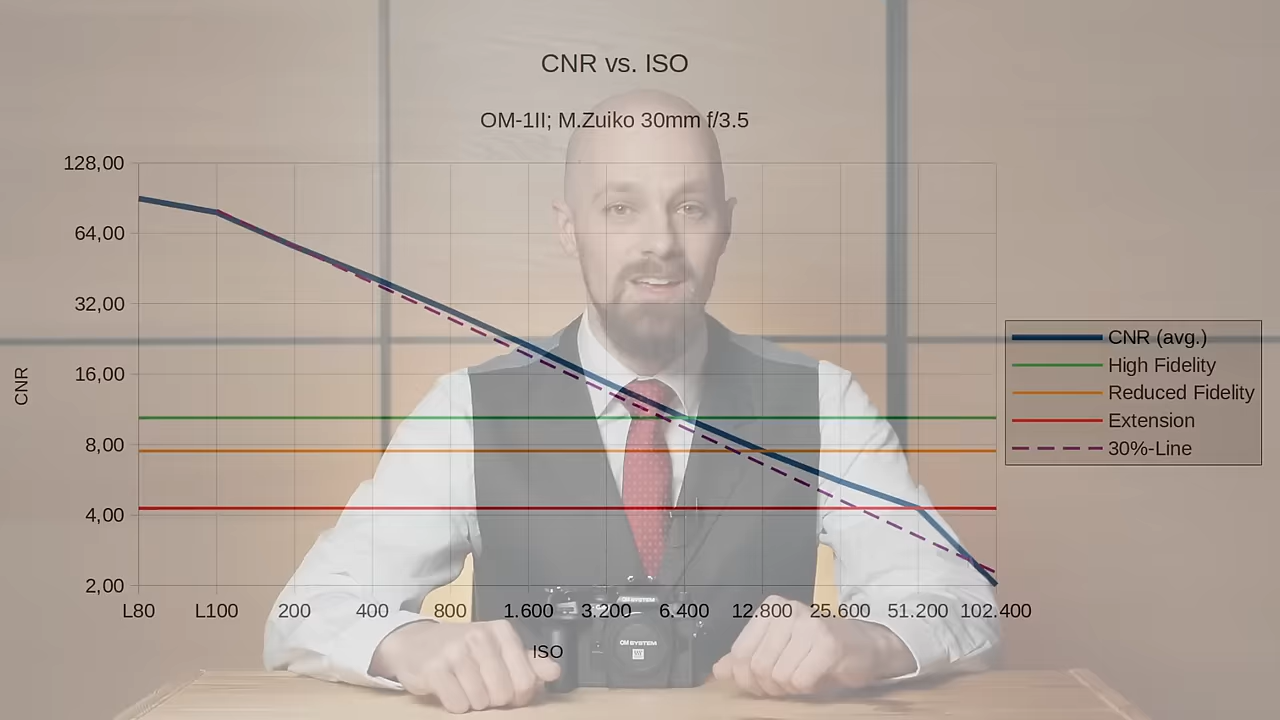 CNR vs. ISO
OM-1II; M.Zuiko 30mm f/3.5
128,00
64,00
32,00
16,00
8,00
4,00
2,00
CNR
L80 L100 200 400 800 1.600 3.200 6.400 12.800 25.600 51.200 102.400
ISO
CNR (avg.)
High Fidelity
Reduced Fidelity
Extension
30%-Line
OM SYSTEM
OM SYSTEM